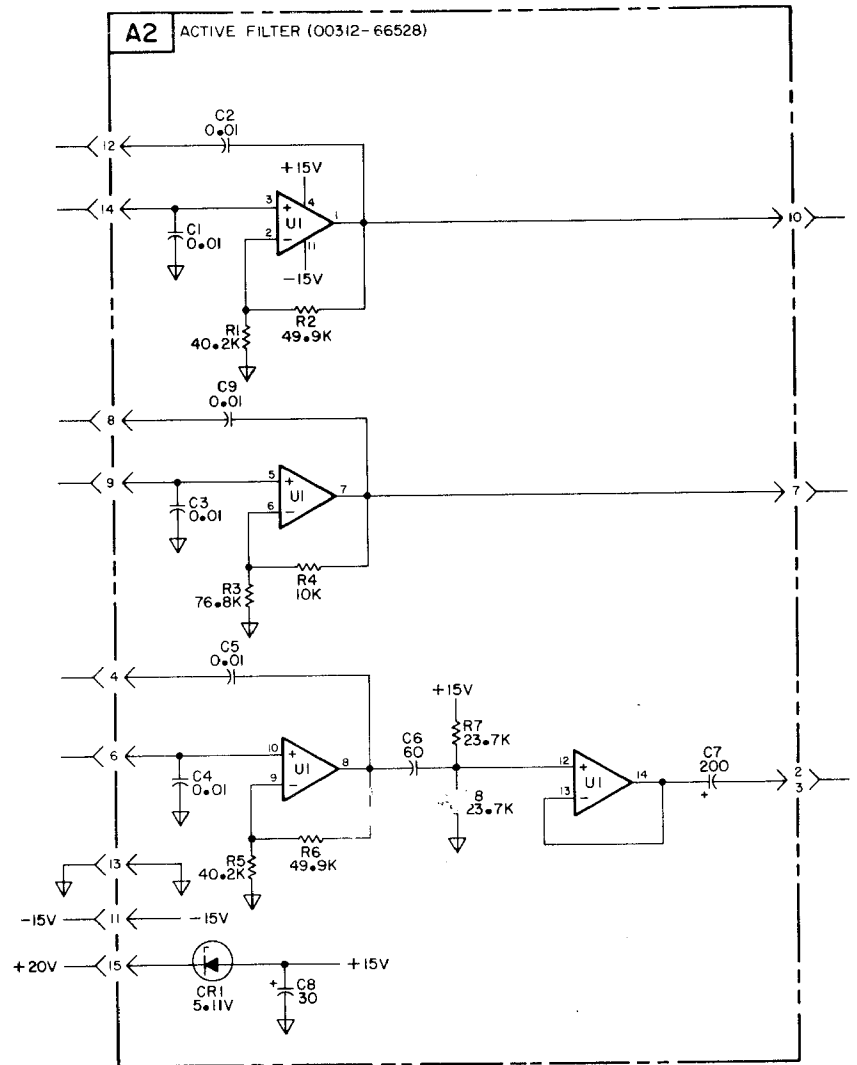 A2 ACTIVE FILTER (00312-66528)
C2
0.01
12
+15V
14
3
+
4
U1
1
10
C1
0.01
2
−
11
-15V
R1
40.2K
R2
49.9K
C9
0.01
8
9
5
+
U1
7
7
C3
0.01
6
−
R3
76.8K
R4
10K
C5
0.01
4
+15V
R7
23.7K
6
10
+
U1
8
C6
60
12
+
U1
14
C7
200
+
2
3
C4
0.01
9
−
8
23.7K
13
−
R5
40.2K
R6
49.9K
13
-15V
11
-15V
+20V
15
+15V
CR1
5.11V
+
C8
30